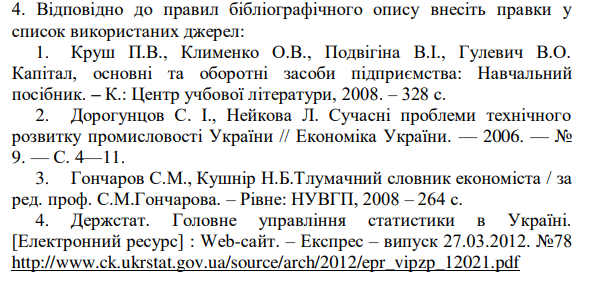 4. Відповідно до правил бібліографічного опису внесіть правки у
список використаних джерел:
1. Круш П.В., Клименко О.В., Подвігіна В.І., Гулевич В.О.
Капітал, основні та оборотні засоби підприємства: Навчальний
посібник. – К.: Центр учбової літератури, 2008. – 328 с.
2. Дорогунцов С. І., Нейкова Л. Сучасні проблеми технічного
розвитку промисловості України // Економіка України. — 2006. — №
9. — С. 4—11.
3. Гончаров С.М., Кушнір Н.Б.Тлумачний словник економіста / за
ред. проф. С.М.Гончарова. – Рівне: НУВГП, 2008 – 264 с.
4. Держстат. Головне управління статистики в Україні.
[Електронний ресурс] : Web-сайт. – Експрес – випуск 27.03.2012. №78
http://www.ck.ukrstat.gov.ua/source/arch/2012/epr_vipzp_12021.pdf